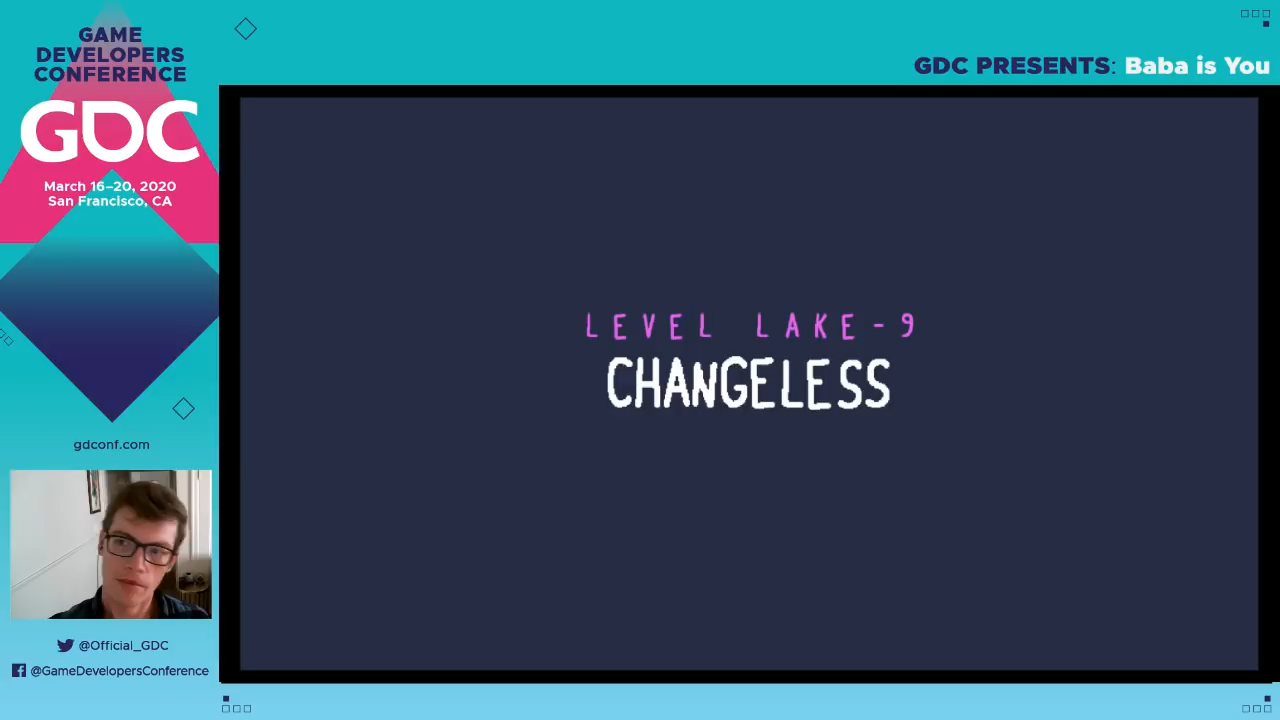 GAME
DEVELOPERS
CONFERENCE
GDC
March 16–20, 2020
San Francisco, CA
gdconf.com
@Official_GDC
@GameDevelopersConference
GDC PRESENTS: Baba is You
LEVEL LAKE-9
CHANGELESS